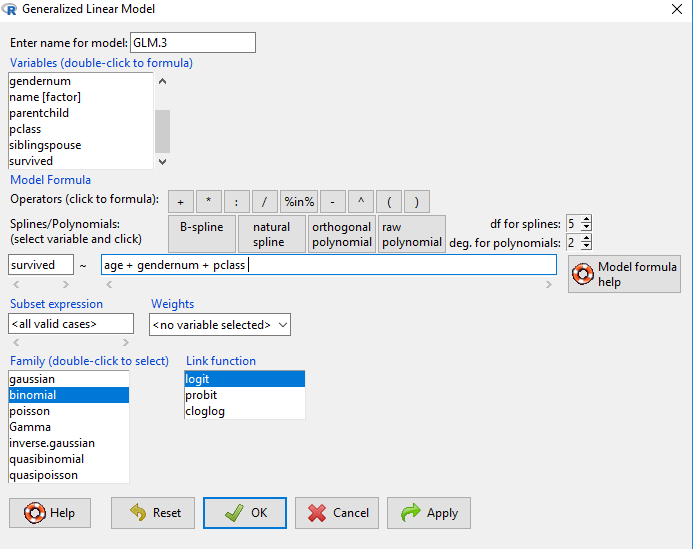 Generalized Linear Model
Enter name for model: GLM.3
Variables (double-click to formula)
gendernum
name [factor]
parentchild
pclass
siblingspouse
survived
Model Formula
Operators (click to formula): + * : / %in% - ^ ( )
Splines/Polynomials:
(select variable and click)
B-spline
natural
spline
orthogonal
polynomial
raw
polynomial
df for splines: 5
deg. for polynomials: 2
survived ~ age + gendernum + pclass
Model formula
help
Subset expression
<all valid cases>
Weights
<no variable selected>
Family (double-click to select)
gaussian
binomial
poisson
Gamma
inverse.gaussian
quasibinomial
quasipoisson
Link function
logit
probit
cloglog
Help Reset OK Cancel Apply